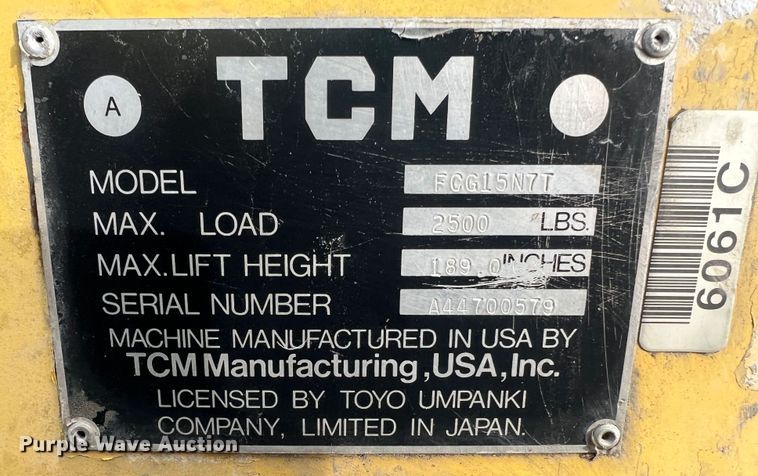 TCM
A
MODEL FCG15N7T
MAX. LOAD 2500 LBS.
MAX.LIFT HEIGHT 189.0 INCHES
SERIAL NUMBER A44700579
MACHINE MANUFACTURED IN USA BY
TCM Manufacturing,USA,Inc.
LICENSED BY TOYO UMPANKI
COMPANY, LIMITED IN JAPAN.
6061C
Purple Wave Auction